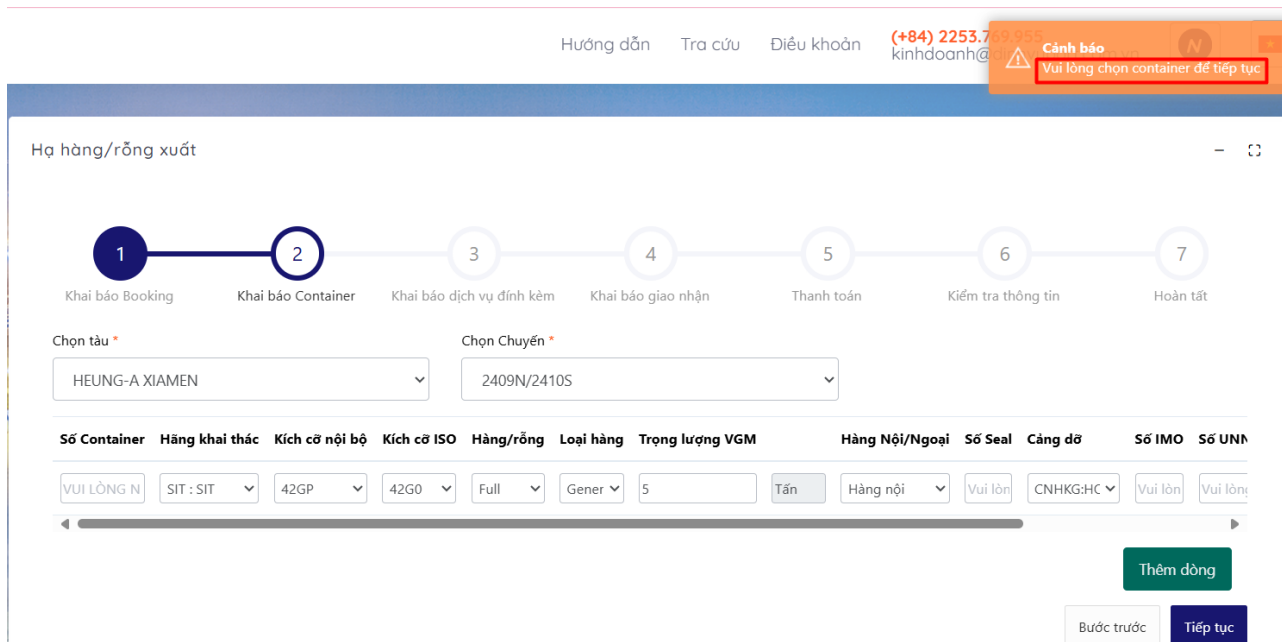 Hướng dẫn Tra cứu Điều khoản (+84) 2253.769.955
kinhdoanh@
N
Cảnh báo
Vui lòng chọn container để tiếp tục
Hạ hàng/rỗng xuất
1 2 3 4 5 6 7
Khai báo Booking Khai báo Container Khai báo dịch vụ đính kèm Khai báo giao nhận Thanh toán Kiểm tra thông tin Hoàn tất
Chọn tàu * Chọn Chuyến *
HEUNG-A XIAMEN 2409N/2410S
Số Container Hãng khai thác Kích cỡ nội bộ Kích cỡ ISO Hàng/rỗng Loại hàng Trọng lượng VGM Hàng Nội/Ngoại Số Seal Cảng dỡ Số IMO Số UNN
VUI LÒNG N SIT : SIT 42GP 42G0 Full Gener 5 Tấn Hàng nội Vui lòn CNHKG:HC Vui lòn Vui lòng
Thêm dòng
Bước trước Tiếp tục